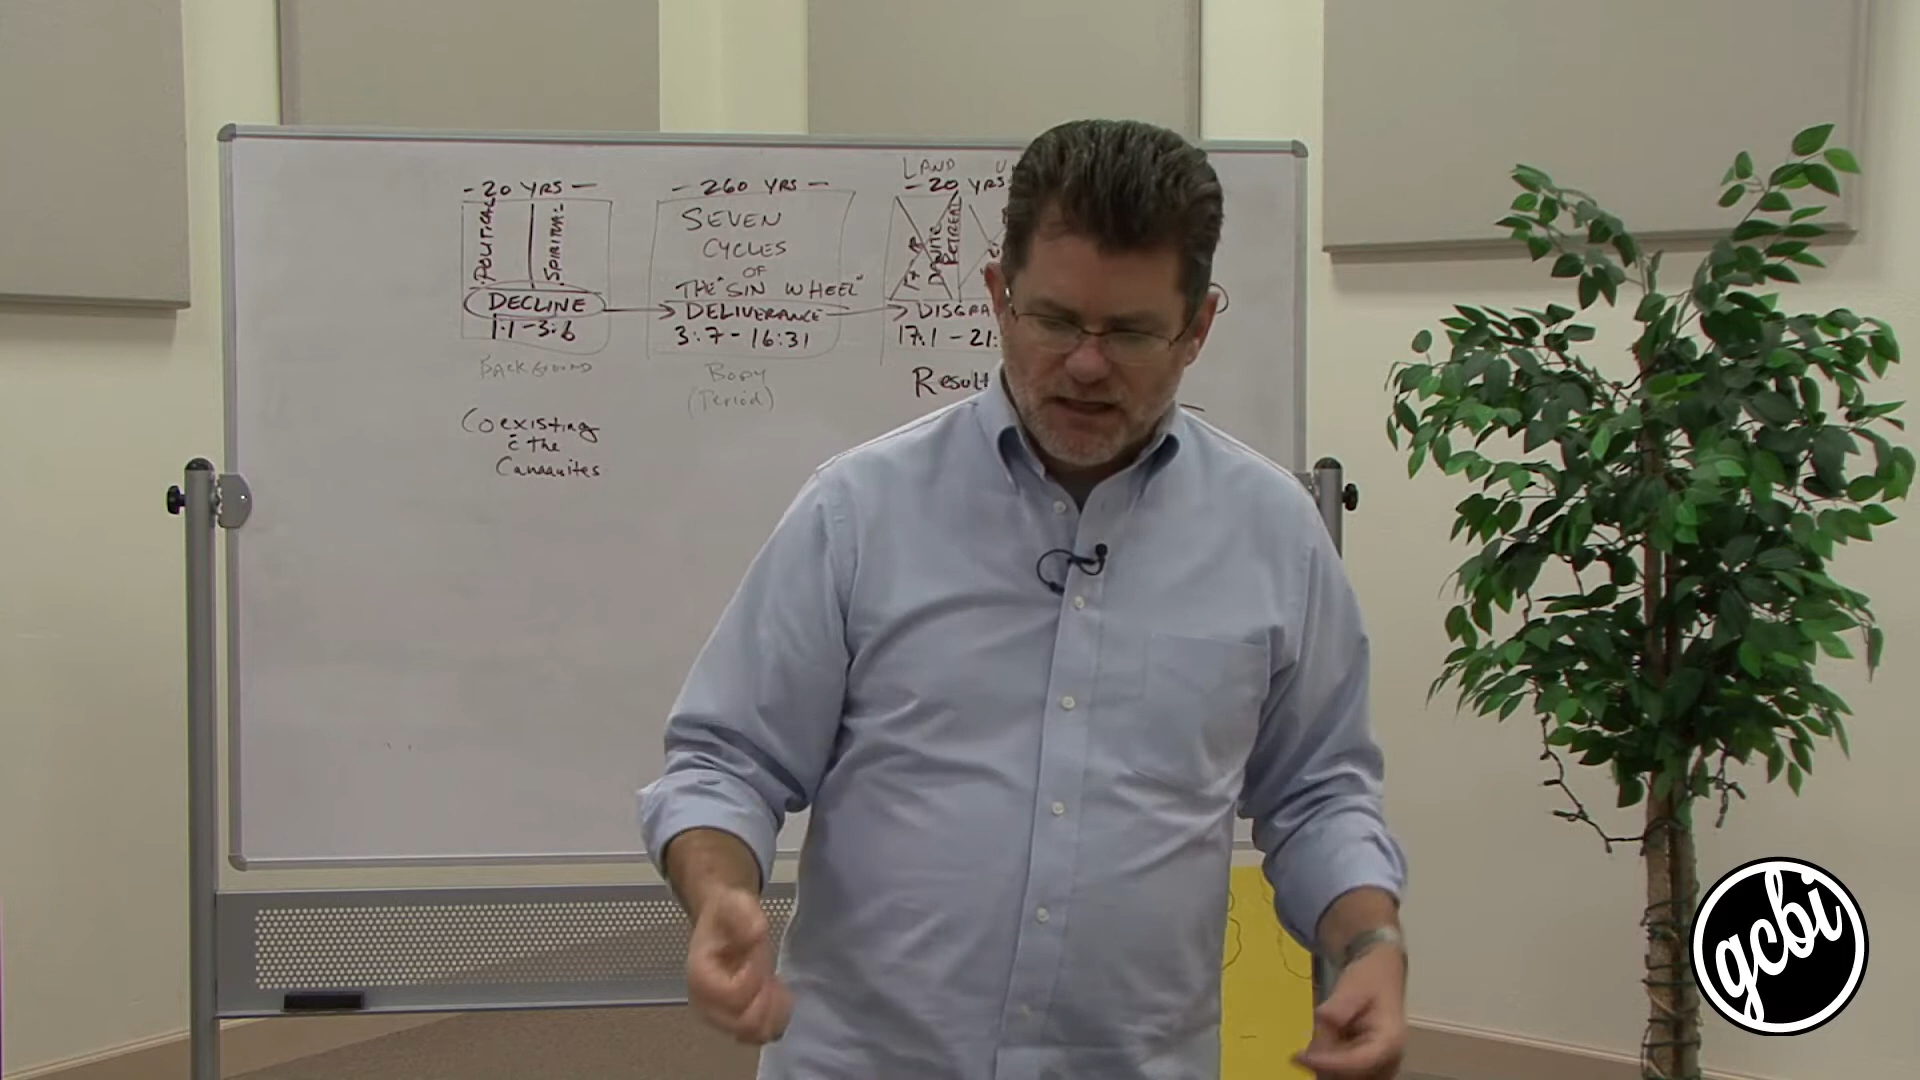 - 20 YRS -
POLITICAL
SPIRITUAL
DECLINE
1:1 - 3:6
BACKGROUND
Coexisting
c̄ the
Canaanites
- 260 YRS -
SEVEN
CYCLES
OF
THE "SIN WHEEL"
DELIVERANCE
3:7 - 16:31
BODY
(Period)
LAND
- 20 YRS
DANITE
RETREAT
DISGRA
17:1 - 21:
Result
gcbi